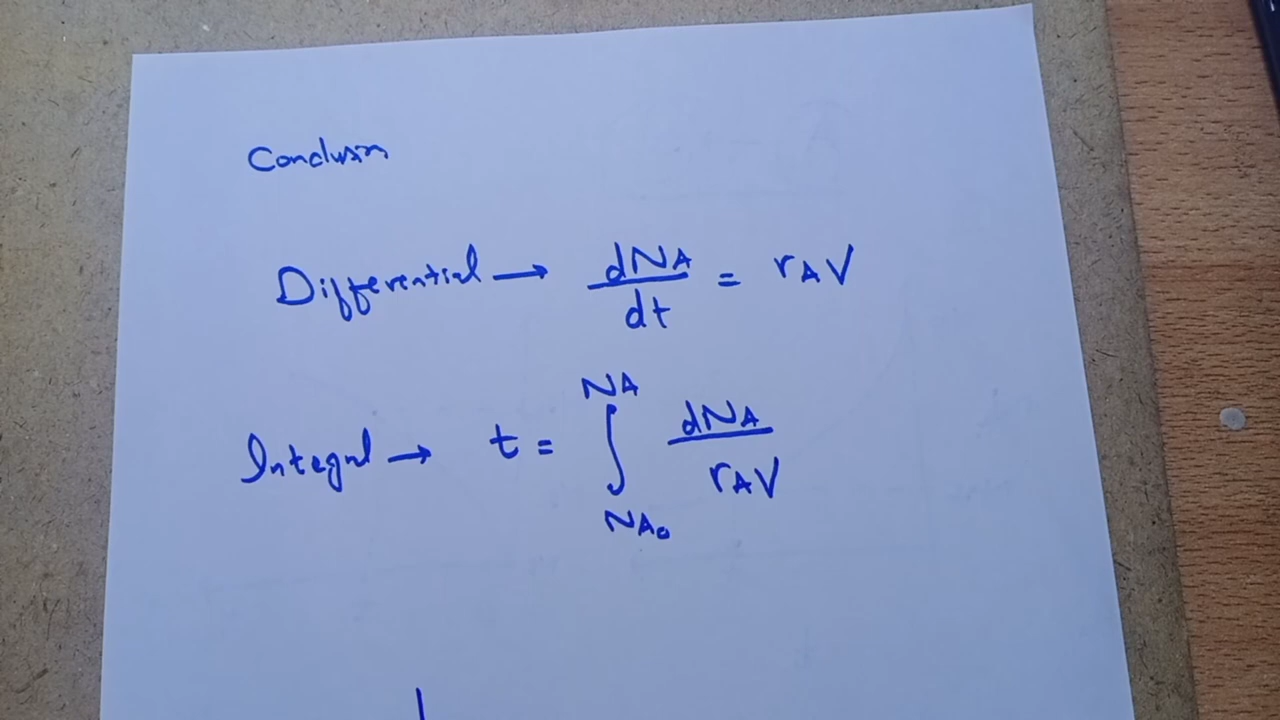 Conclusion
Differential → dNA/dt = rAV
Integral → t = ∫_{NA₀}^{NA} dNA/rAV